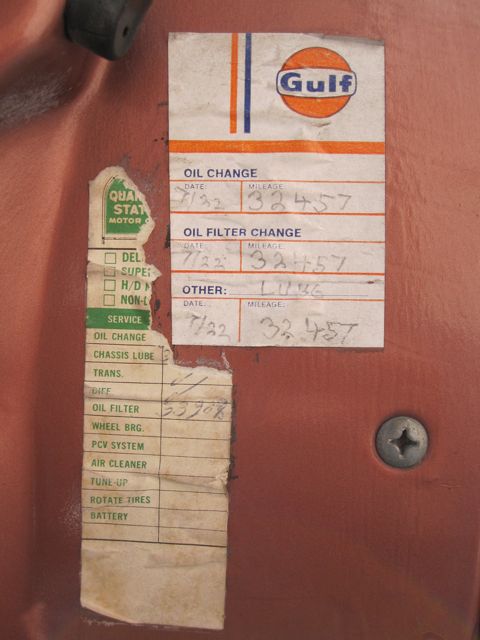 Gulf
OIL CHANGE
DATE: MILEAGE
7/22 32457
OIL FILTER CHANGE
DATE: MILEAGE:
7/22 32457
OTHER: LUBE
DATE: MILEAGE:
7/22 32457
QUA
STAT
MOTOR O
DEL
SUPER
H/D
NON-
SERVICE
OIL CHANGE
CHASSIS LUBE
TRANS.
DIFF.
OIL FILTER
WHEEL BRG.
PCV SYSTEM
AIR CLEANER
TUNE-UP
ROTATE TIRES
BATTERY